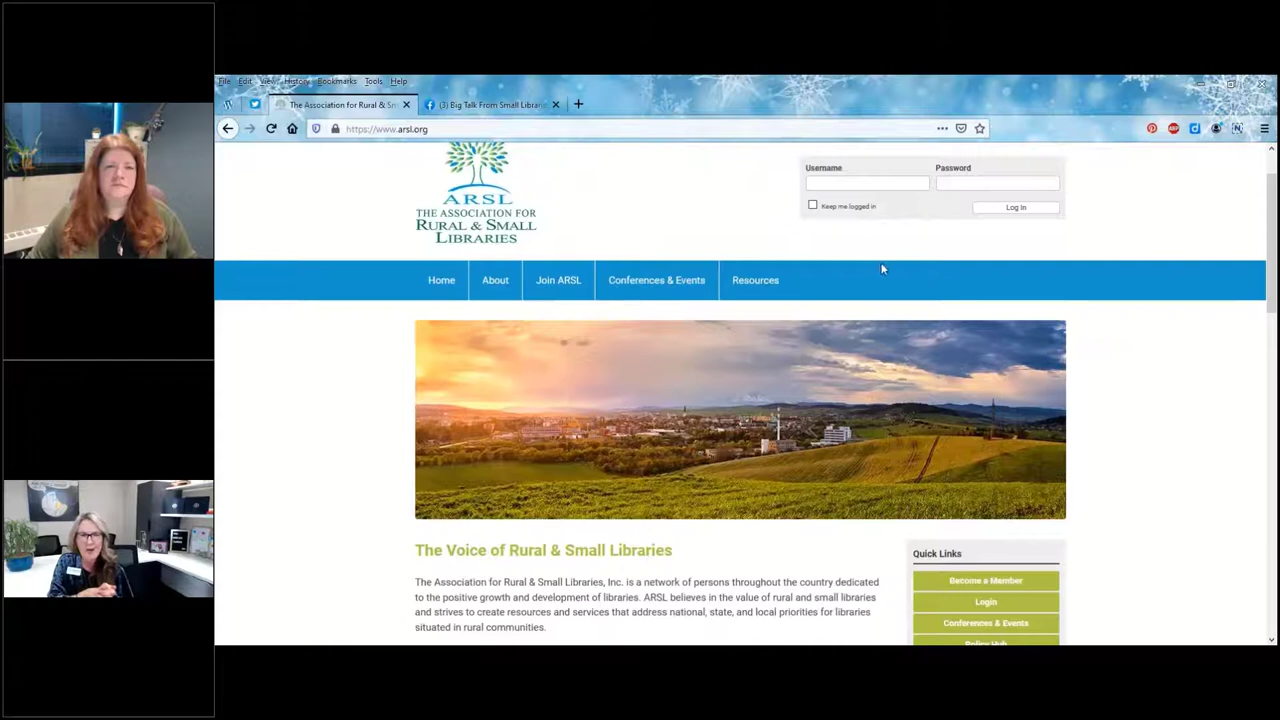 File Edit View History Bookmarks Tools Help
The Association for Rural & Sm
(3) Big Talk From Small Librarie
https://www.arsl.org
ARSL
THE ASSOCIATION FOR
RURAL & SMALL
LIBRARIES
Username
Password
Keep me logged in
Log In
Home
About
Join ARSL
Conferences & Events
Resources
The Voice of Rural & Small Libraries
The Association for Rural & Small Libraries, Inc. is a network of persons throughout the country dedicated
to the positive growth and development of libraries. ARSL believes in the value of rural and small libraries
and strives to create resources and services that address national, state, and local priorities for libraries
situated in rural communities.
Quick Links
Become a Member
Login
Conferences & Events
Policy Hub